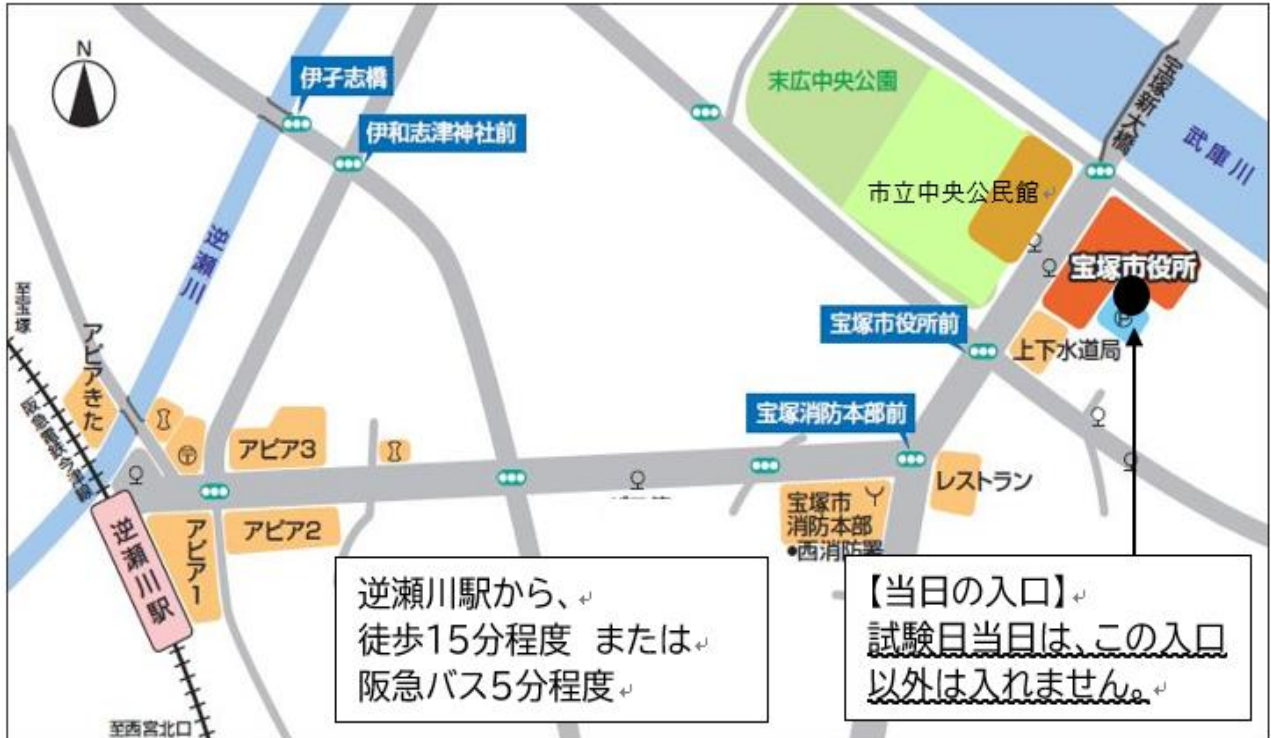 N
伊孑志橋
伊和志津神社前
末広中央公園
宝塚新大橋
武庫川
市立中央公民館
逆瀬川
宝塚市役所
至宝塚
アピアきた
宝塚市役所前
P
上下水道局
阪急電鉄今津線
宝塚消防本部前
アピア3
レストラン
アピア2
宝塚市
消防本部
●西消防署
アピア1
逆瀬川駅
逆瀬川駅から、
徒歩15分程度 または
阪急バス5分程度
【当日の入口】
試験日当日は、この入口
以外は入れません。
至西宮北口